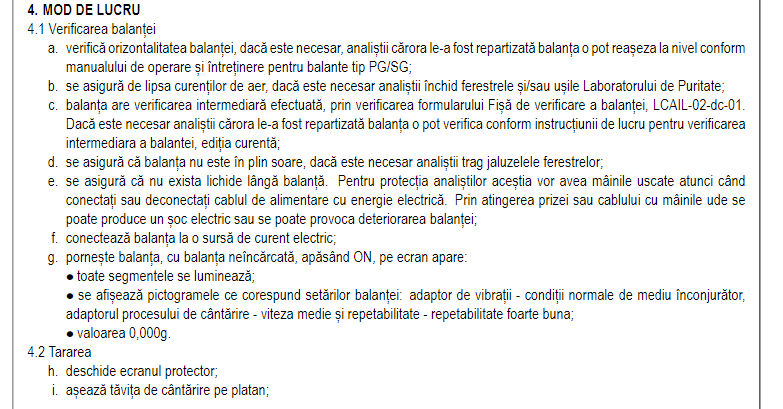 4. MOD DE LUCRU
4.1 Verificarea balanței
a. verifică orizontalitatea balanței, dacă este necesar, analiștii cărora le-a fost repartizată balanța o pot reașeza la nivel conform
manualului de operare și întreținere pentru balante tip PG/SG;
b. se asigură de lipsa curenților de aer, dacă este necesar analiștii închid ferestrele și/sau ușile Laboratorului de Puritate;
c. balanța are verificarea intermediară efectuată, prin verificarea formularului Fișă de verificare a balanței, LCAIL-02-dc-01.
Dacă este necesar analiștii cărora le-a fost repartizată balanța o pot verifica conform instrucțiunii de lucru pentru verificarea
intermediara a balantei, ediția curentă;
d. se asigură că balanța nu este în plin soare, dacă este necesar analiștii trag jaluzelele ferestrelor;
e. se asigură că nu exista lichide lângă balanță. Pentru protecția analiștilor aceștia vor avea mâinile uscate atunci când
conectați sau deconectați cablul de alimentare cu energie electrică. Prin atingerea prizei sau cablului cu mâinile ude se
poate produce un șoc electric sau se poate provoca deteriorarea balanței;
f. conectează balanța la o sursă de curent electric;
g. pornește balanța, cu balanța neîncărcată, apăsând ON, pe ecran apare:
● toate segmentele se luminează;
● se afișează pictogramele ce corespund setărilor balanței: adaptor de vibrații - condiții normale de mediu înconjurător,
adaptorul procesului de cântărire - viteza medie și repetabilitate - repetabilitate foarte buna;
● valoarea 0,000g.
4.2 Tararea
h. deschide ecranul protector;
i. așează tăvița de cântărire pe platan;